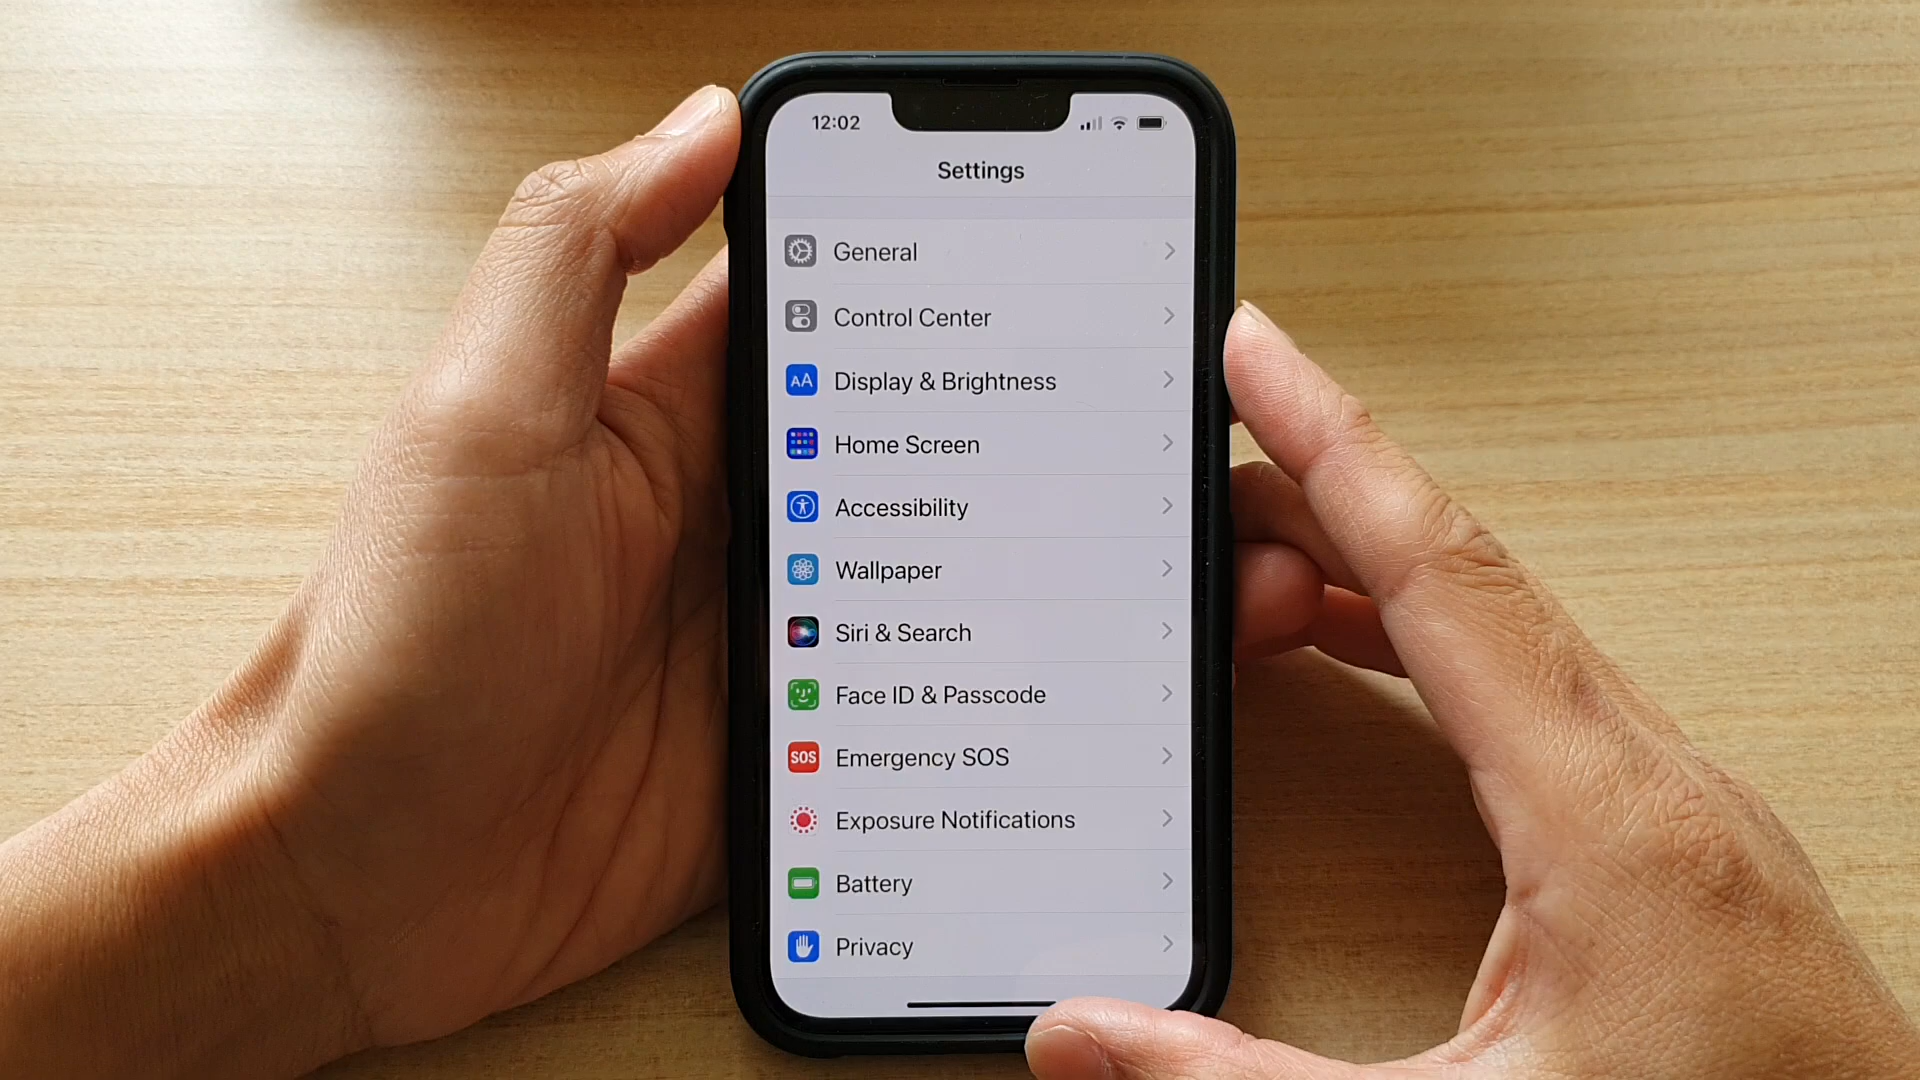 12:02
Settings
General
Control Center
AA Display & Brightness
Home Screen
Accessibility
Wallpaper
Siri & Search
Face ID & Passcode
SOS Emergency SOS
Exposure Notifications
Battery
Privacy